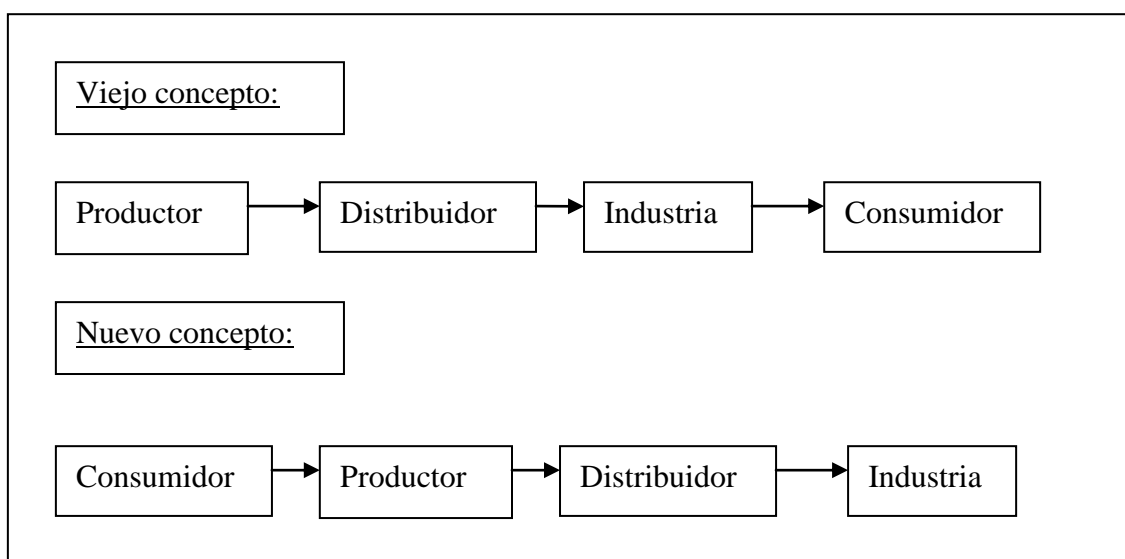 Viejo concepto:
Productor Distribuidor Industria Consumidor
Nuevo concepto:
Consumidor Productor Distribuidor Industria